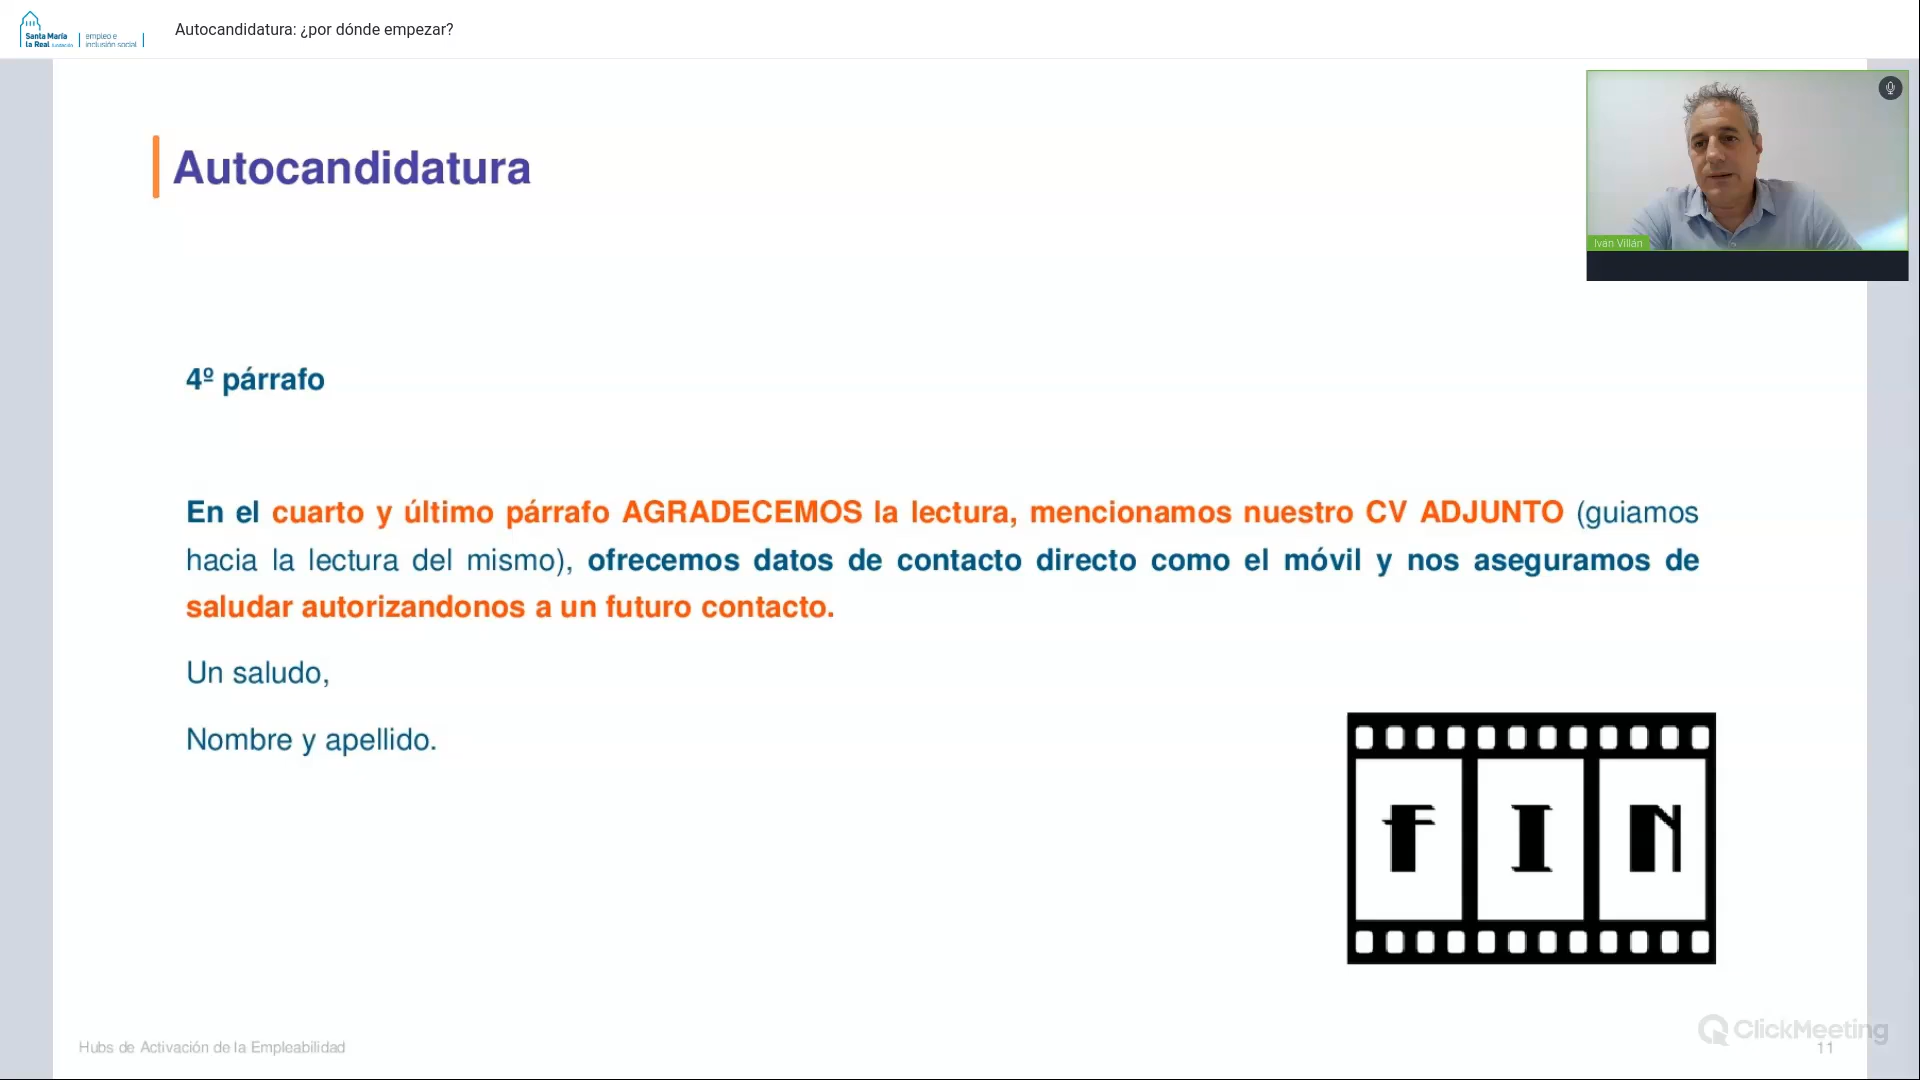 Santa María
la Real fundación
empleo e
inclusión social
Autocandidatura: ¿por dónde empezar?
Iván Villán
Autocandidatura
4º párrafo
En el cuarto y último párrafo AGRADECEMOS la lectura, mencionamos nuestro CV ADJUNTO (guiamos
hacia la lectura del mismo), ofrecemos datos de contacto directo como el móvil y nos aseguramos de
saludar autorizandonos a un futuro contacto.
Un saludo,
Nombre y apellido.
FIN
Hubs de Activación de la Empleabilidad
ClickMeeting
11